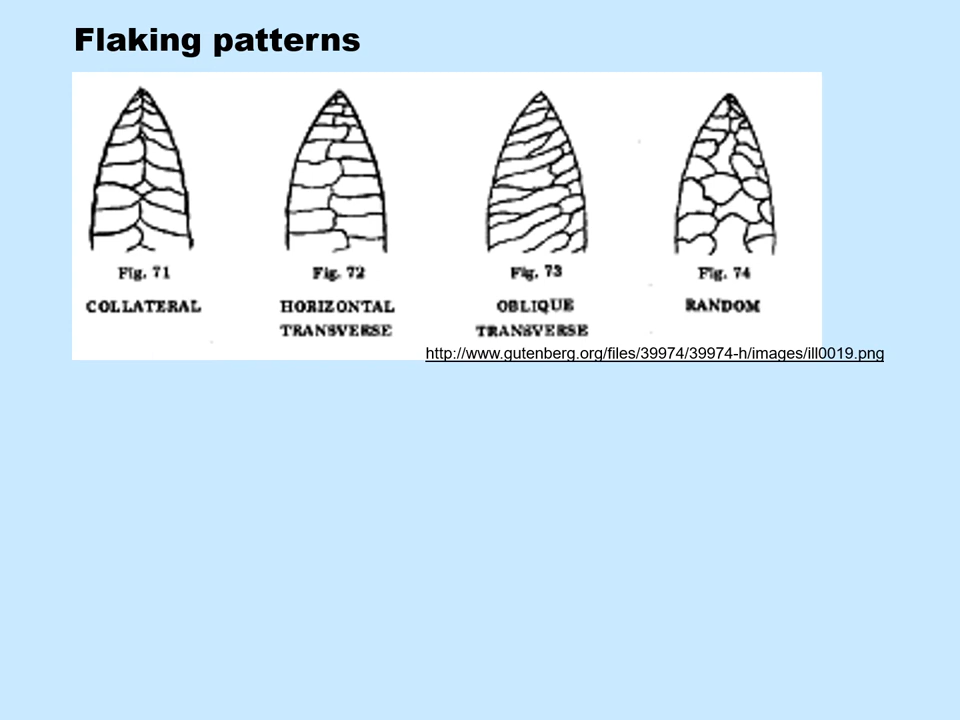 Flaking patterns
Fig. 71
Fig. 72
Fig. 73
Fig. 74
COLLATERAL
HORIZONTAL
TRANSVERSE
OBLIQUE
TRANSVERSE
RANDOM
http://www.gutenberg.org/files/39974/39974-h/images/ill0019.png